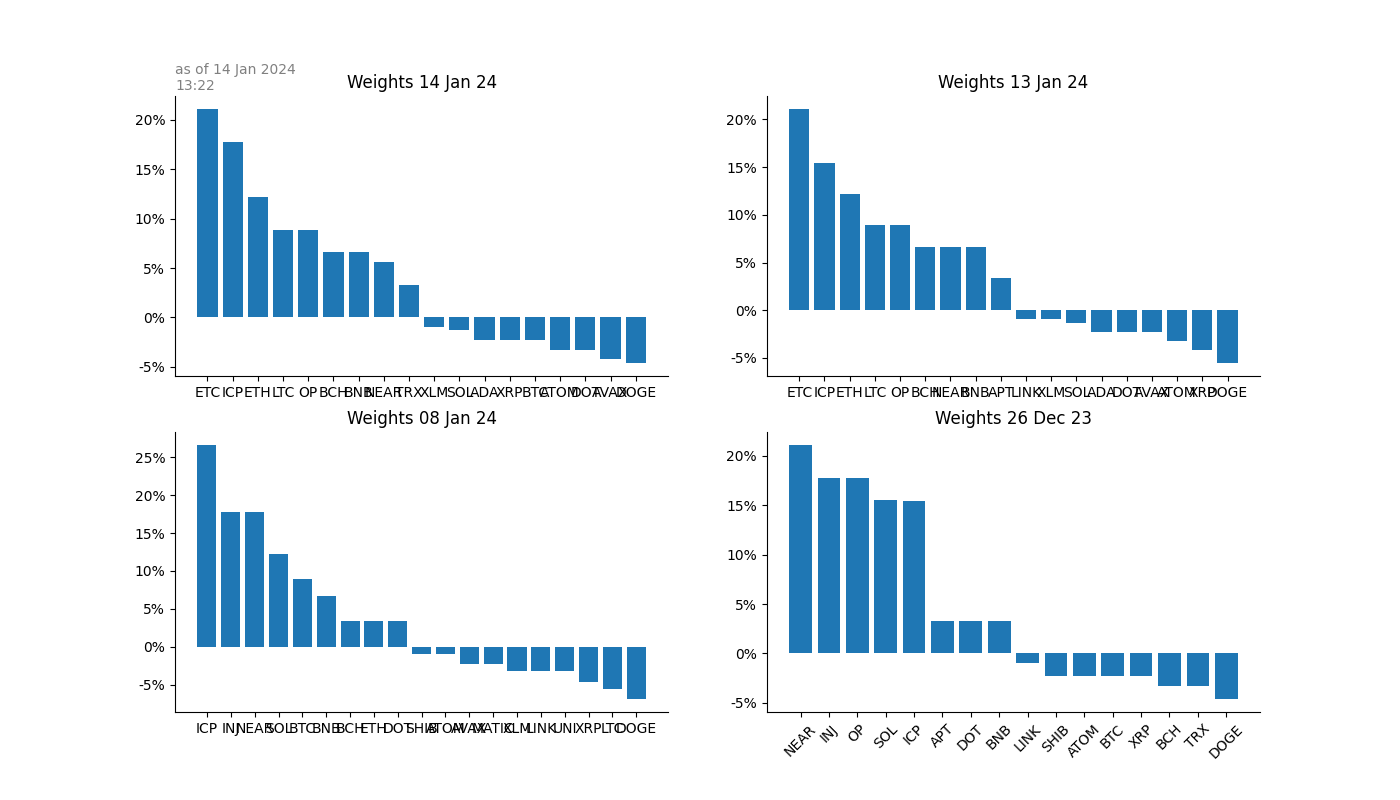 as of 14 Jan 2024
13:22
Weights 14 Jan 24
20%
15%
10%
5%
0%
-5%
ETC ICP ETH LTC OP BCH BNB NEAR TRX XLM SOL ADA XRP BTC ATOM DOT AVAX DOGE
Weights 13 Jan 24
20%
15%
10%
5%
0%
-5%
ETC ICP ETH LTC OP BCH NEAR BNB APT LINK XLM SOL ADA DOT AVAX ATOM XRP DOGE
Weights 08 Jan 24
25%
20%
15%
10%
5%
0%
-5%
ICP INJ NEAR SOL BTC BNB BCH ETH DOT SHIB ATOM AVAX MATIC XLM LINK UNI XRP LTC DOGE
Weights 26 Dec 23
20%
15%
10%
5%
0%
-5%
NEAR INJ OP SOL ICP APT DOT BNB LINK SHIB ATOM BTC XRP BCH TRX DOGE